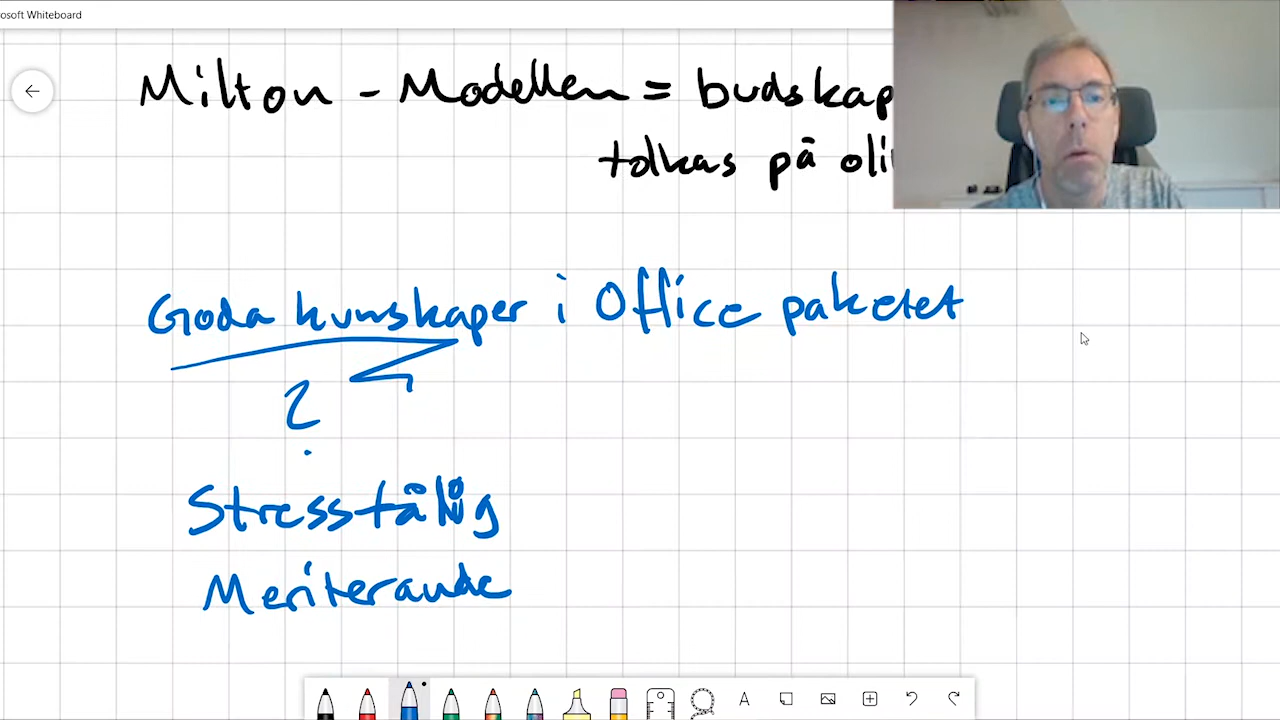 osoft Whiteboard
Milton - Modellen = budskap
tolkas på oli
Goda kunskaper i Office paketet
?
Stresstålig
Meriterande
A